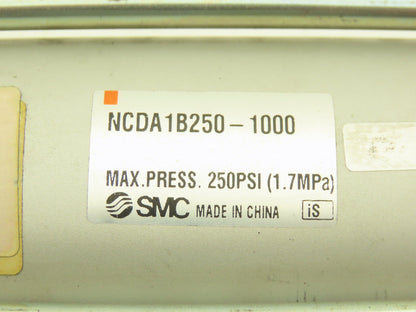 NCDA1B250-1000
MAX.PRESS. 250PSI (1.7MPa)
SMC MADE IN CHINA iS